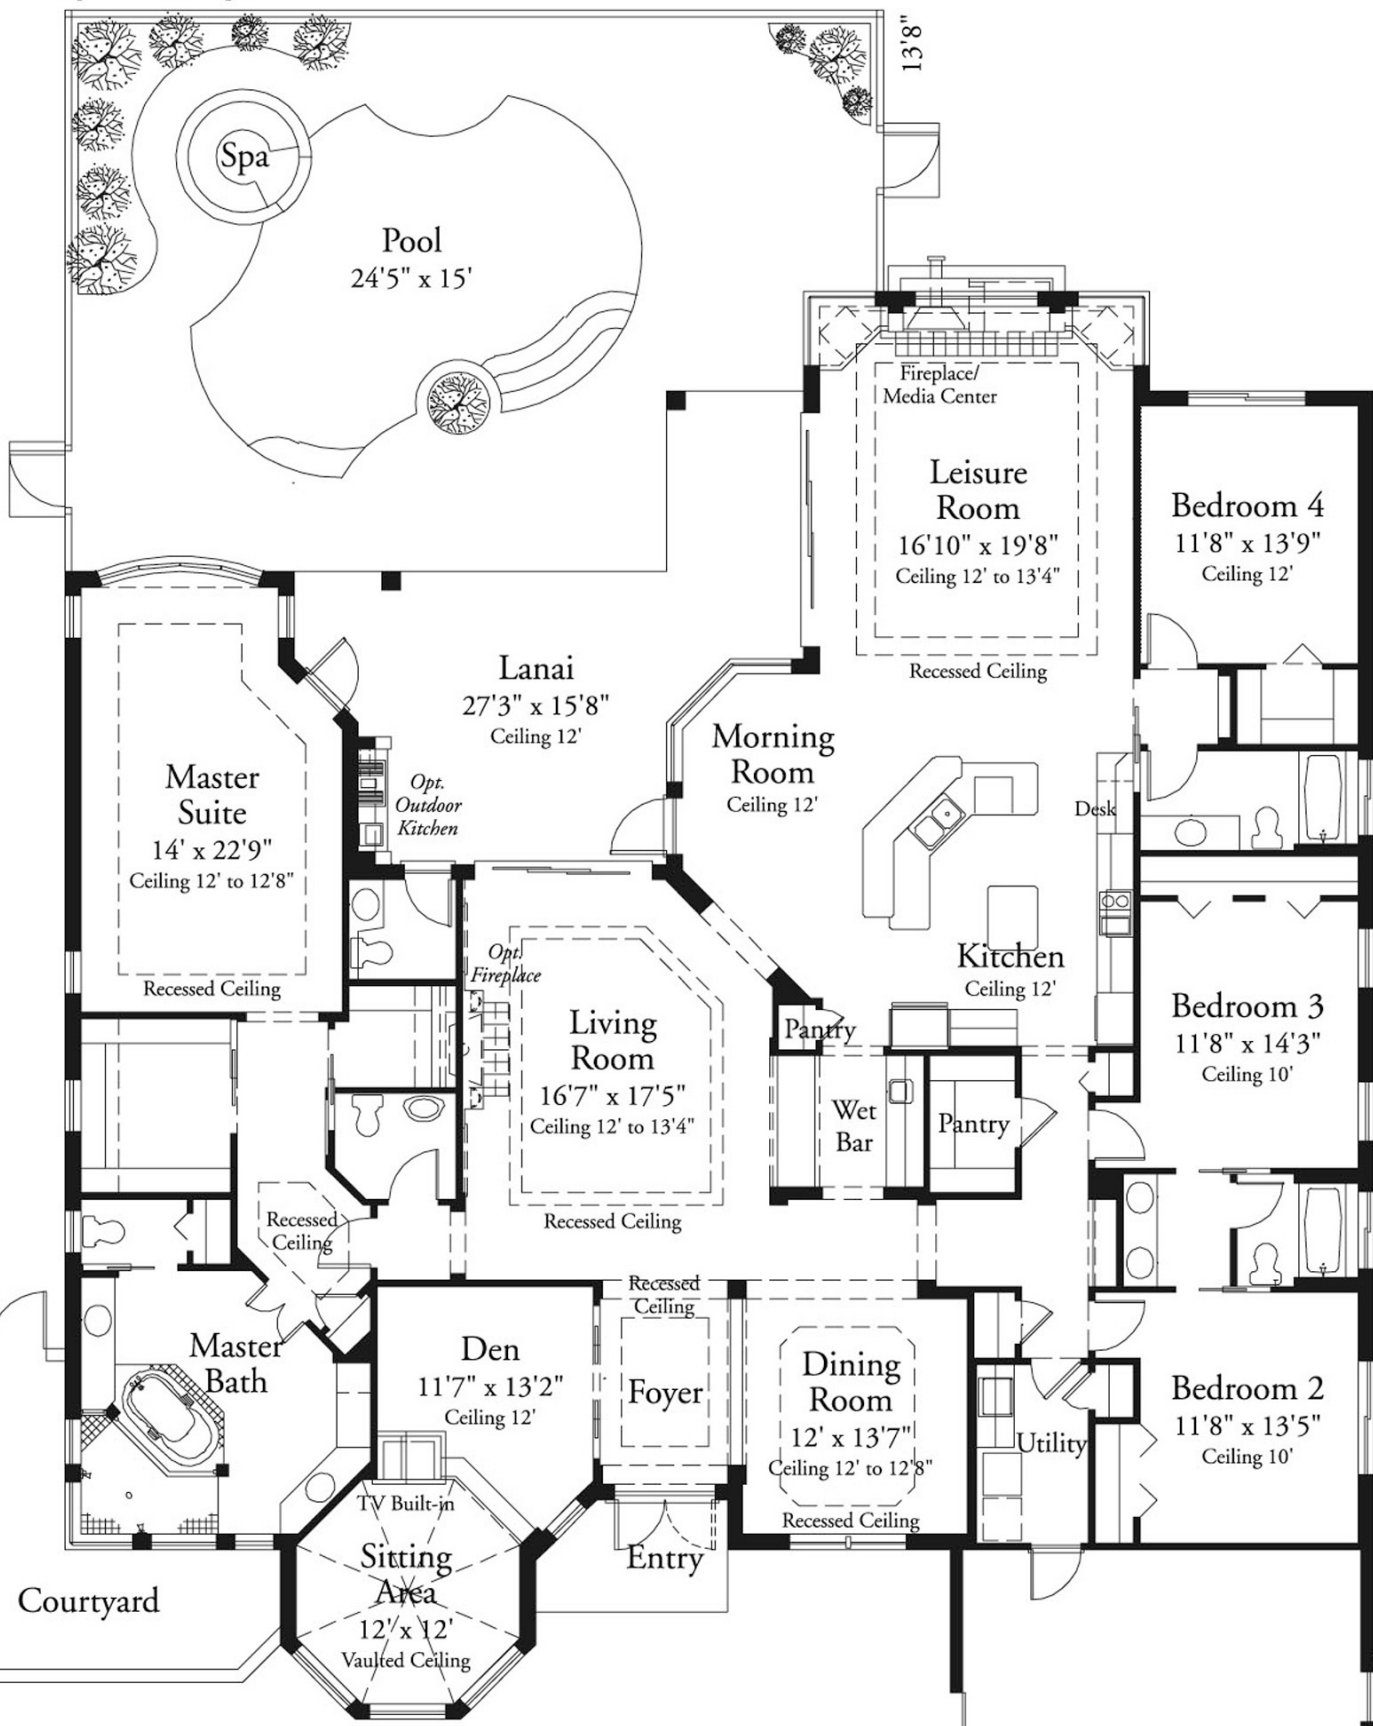 13'8"
Spa
Pool
24'5" x 15'
Fireplace/
Media Center
Leisure
Room
16'10" x 19'8"
Ceiling 12' to 13'4"
Recessed Ceiling
Bedroom 4
11'8" x 13'9"
Ceiling 12'
Lanai
27'3" x 15'8"
Ceiling 12'
Morning
Room
Ceiling 12'
Master
Suite
14' x 22'9"
Ceiling 12' to 12'8"
Recessed Ceiling
Opt.
Outdoor
Kitchen
Desk
Kitchen
Ceiling 12'
Opt.
Fireplace
Living
Room
16'7" x 17'5"
Ceiling 12' to 13'4"
Recessed Ceiling
Pantry
Wet
Bar
Pantry
Bedroom 3
11'8" x 14'3"
Ceiling 10'
Recessed
Ceiling
Recessed
Ceiling
Master
Bath
Den
11'7" x 13'2"
Ceiling 12'
Foyer
Dining
Room
12' x 13'7"
Ceiling 12' to 12'8"
Recessed Ceiling
Utility
Bedroom 2
11'8" x 13'5"
Ceiling 10'
TV Built-in
Sitting
Area
12' x 12'
Vaulted Ceiling
Entry
Courtyard